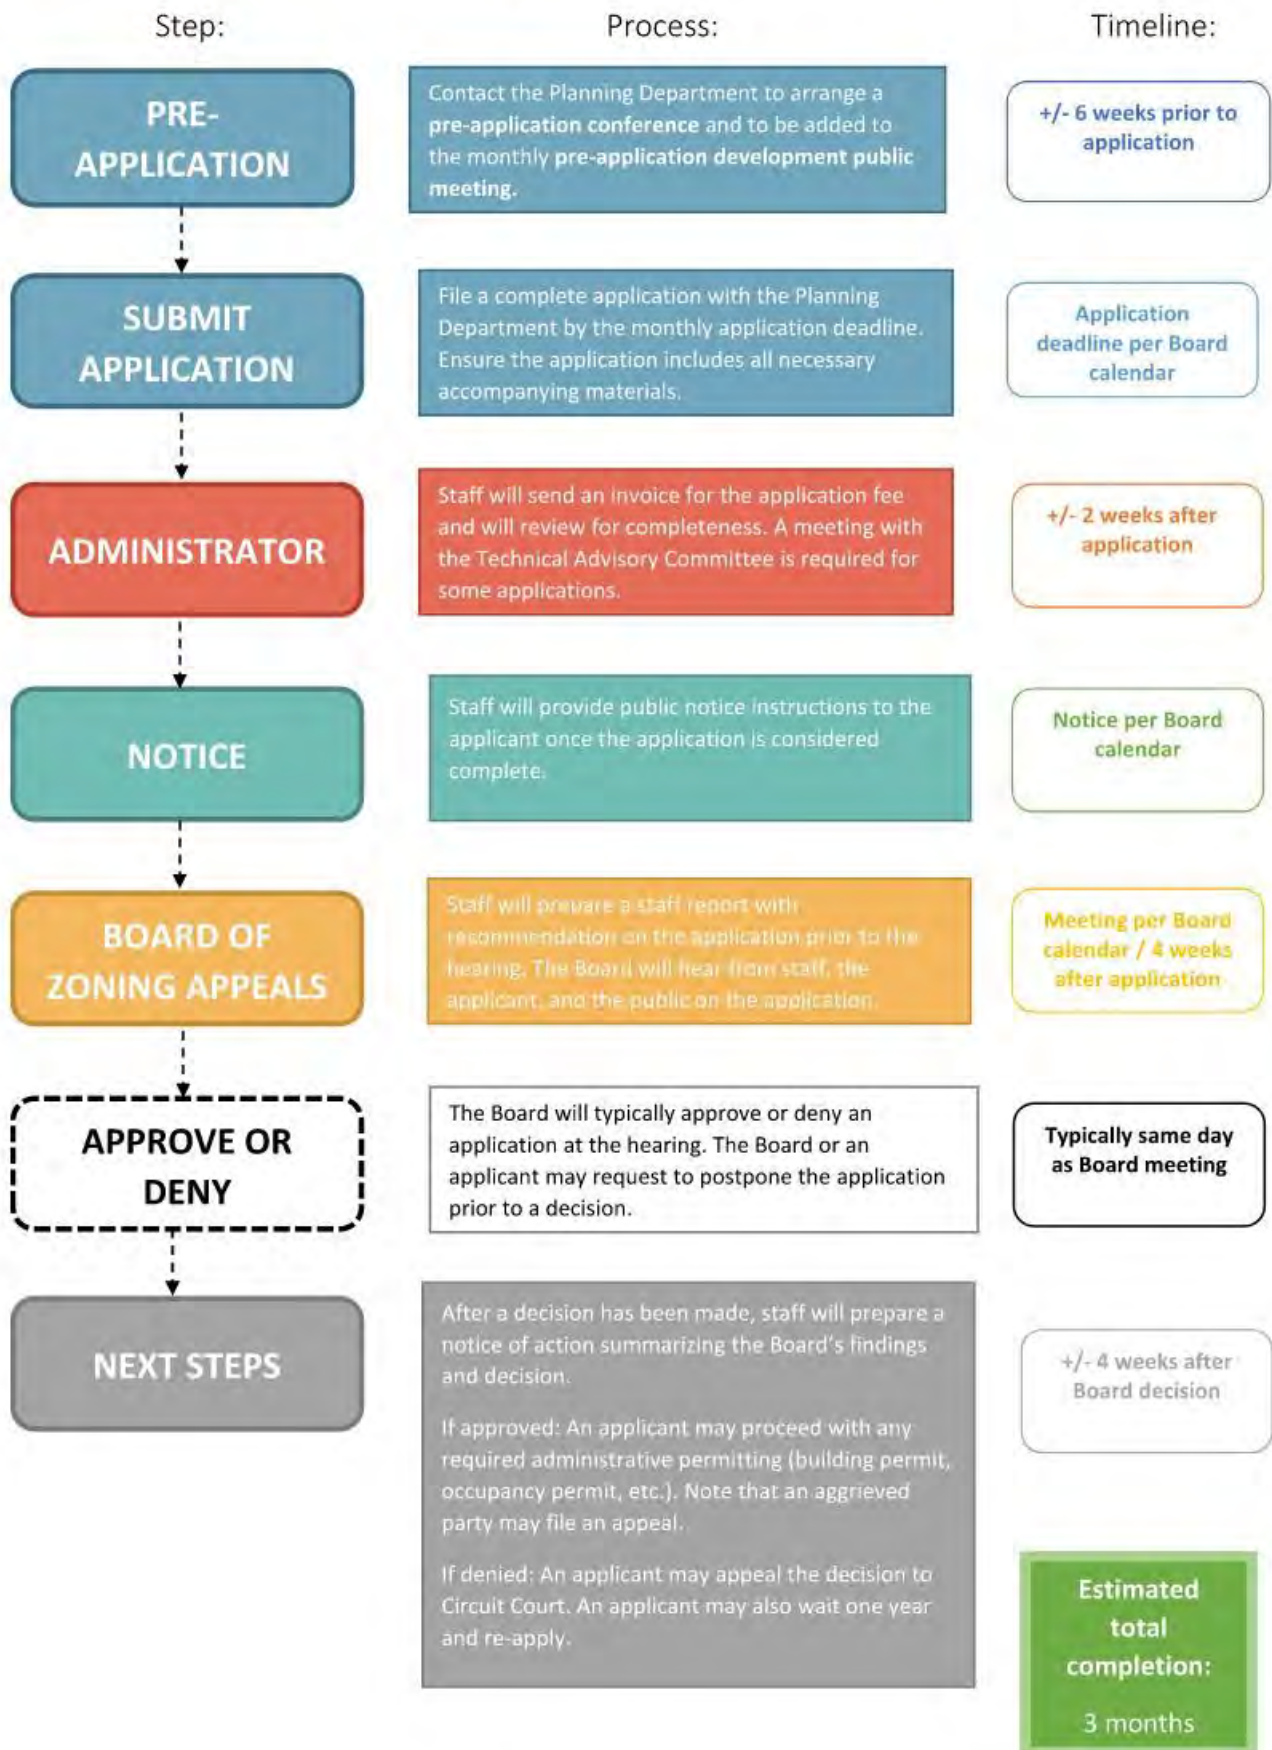 Step:
Process:
Timeline:
PRE-
APPLICATION
Contact the Planning Department to arrange a
pre-application conference and to be added to
the monthly pre-application development public
meeting.
+/- 6 weeks prior to
application
SUBMIT
APPLICATION
File a complete application with the Planning
Department by the monthly application deadline.
Ensure the application includes all necessary
accompanying materials.
Application
deadline per Board
calendar
ADMINISTRATOR
Staff will send an invoice for the application fee
and will review for completeness. A meeting with
the Technical Advisory Committee is required for
some applications.
+/- 2 weeks after
application
NOTICE
Staff will provide public notice instructions to the
applicant once the application is considered
complete.
Notice per Board
calendar
BOARD OF
ZONING APPEALS
Staff will prepare a staff report with
recommendation on the application prior to the
hearing. The Board will hear from staff, the
applicant, and the public on the application.
Meeting per Board
calendar / 4 weeks
after application
APPROVE OR
DENY
The Board will typically approve or deny an
application at the hearing. The Board or an
applicant may request to postpone the application
prior to a decision.
Typically same day
as Board meeting
NEXT STEPS
After a decision has been made, staff will prepare a
notice of action summarizing the Board's findings
and decision.
If approved: An applicant may proceed with any
required administrative permitting (building permit,
occupancy permit, etc.). Note that an aggrieved
party may file an appeal.
If denied: An applicant may appeal the decision to
Circuit Court. An applicant may also wait one year
and re-apply.
+/- 4 weeks after
Board decision
Estimated
total
completion:
3 months